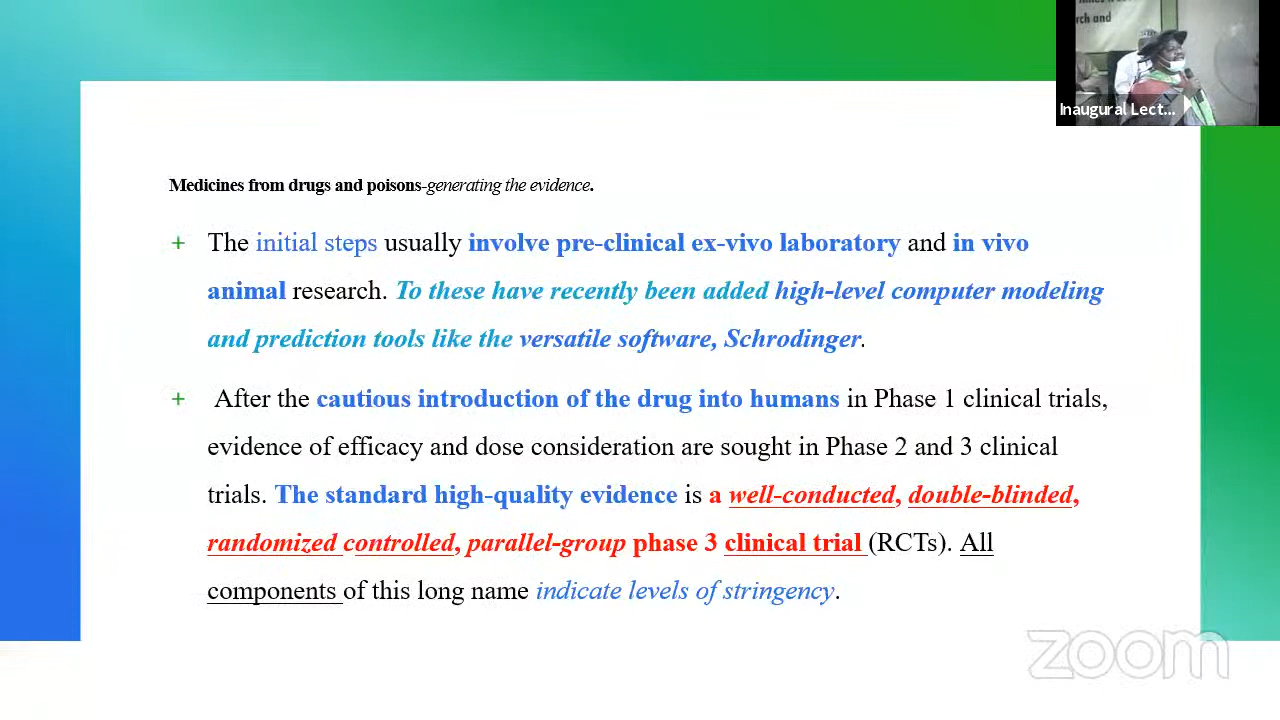 rch and
Inaugural Lect...
Medicines from drugs and poisons-generating the evidence.
+ The initial steps usually involve pre-clinical ex-vivo laboratory and in vivo
animal research. To these have recently been added high-level computer modeling
and prediction tools like the versatile software, Schrodinger.
+ After the cautious introduction of the drug into humans in Phase 1 clinical trials,
evidence of efficacy and dose consideration are sought in Phase 2 and 3 clinical
trials. The standard high-quality evidence is a well-conducted, double-blinded,
randomized controlled, parallel-group phase 3 clinical trial (RCTs). All
components of this long name indicate levels of stringency.
zoom